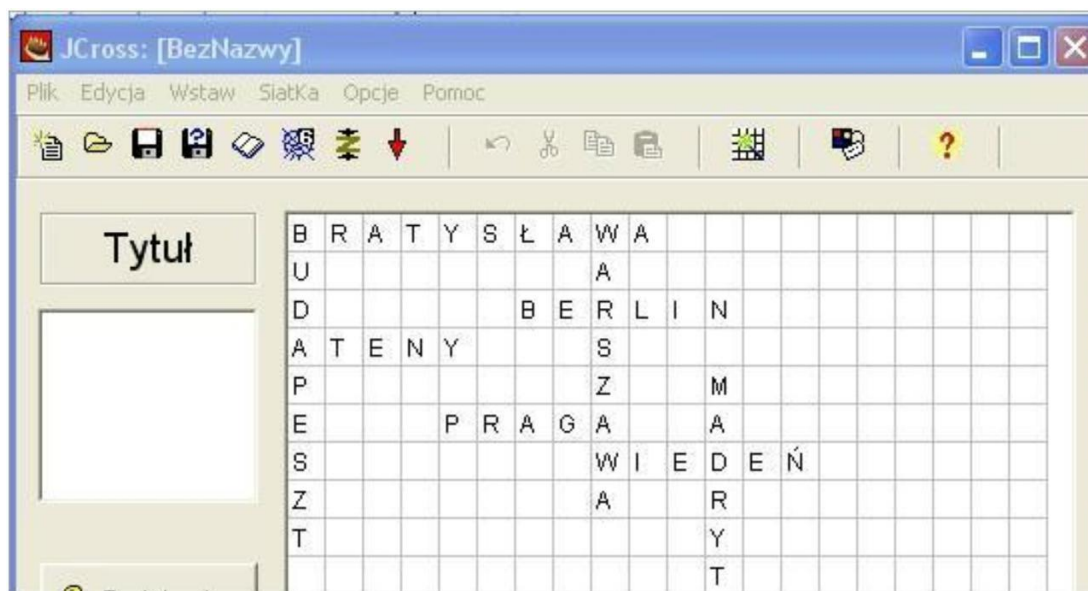 JCross: [BezNazwy]
Plik Edycja Wstaw SiatKa Opcje Pomoc
Tytuł
B R A T Y S Ł A W A
U A
D B E R L I N
A T E N Y S
P Z M
E P R A G A A
S W I E D E Ń
Z A R
T Y
T